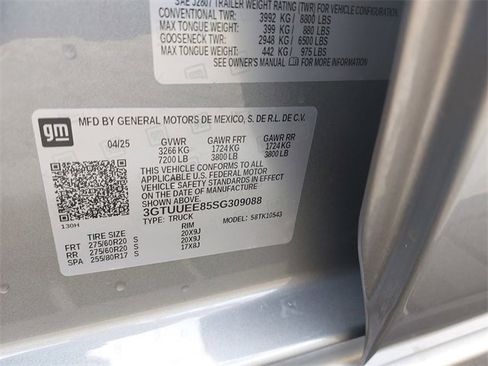 SAE J2807 TRAILER WEIGHT RATING (TWR) FOR VEHICLE CONFIGURATION
CONVENTIONAL TWR: 3992 KG / 8800 LBS
MAX TONGUE WEIGHT: 399 KG / 880 LBS
GOOSENECK TWR: 2948 KG / 6500 LBS
MAX TONGUE WEIGHT: 442 KG / 975 LBS
SEE OWNER'S MANUAL
gm
MFD BY GENERAL MOTORS DE MEXICO, S. DE R.L. DE C.V.
04/25 GVWR GAWR FRT GAWR RR
3266 KG 1724 KG 1724 KG
7200 LB 3800 LB 3800 LB
THIS VEHICLE CONFORMS TO ALL
APPLICABLE U.S. FEDERAL MOTOR
VEHICLE SAFETY STANDARDS IN
EFFECT ON THE DATE OF MANUFACTURE
SHOWN ABOVE.
3GTUUEE85SG309088
130H TYPE: TRUCK MODEL: 58TK10543
TIRE SIZE RIM
FRT 275/60R20 S 20X9J
RR 275/60R20 S 20X9J
SPA 255/80R17 S 17X8J